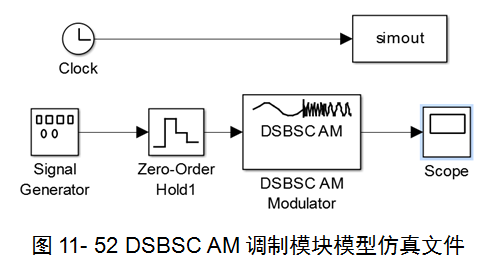 simout
Clock
DSBSC AM
Signal
Generator
Zero-Order
Hold1
DSBSC AM
Modulator
Scope
图 11- 52 DSBSC AM 调制模块模型仿真文件